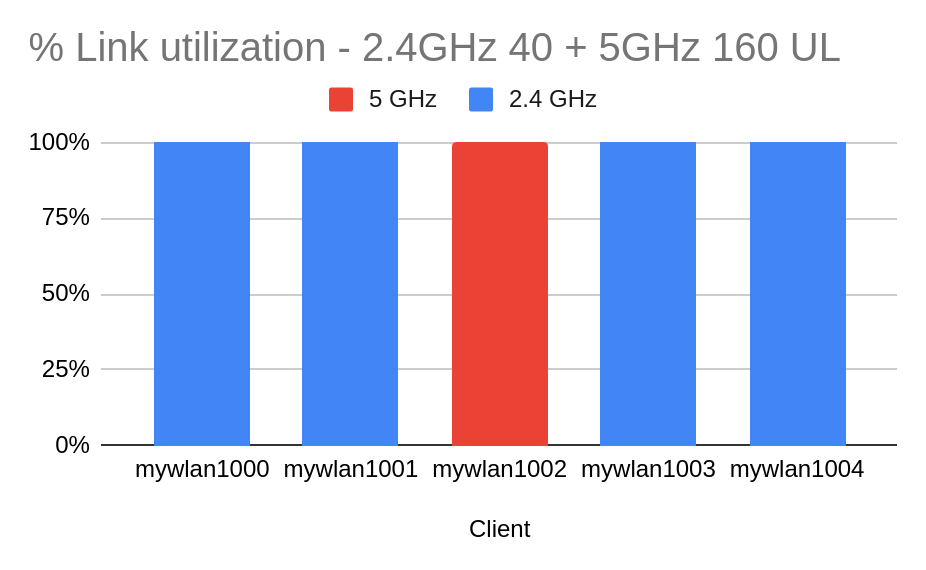 % Link utilization - 2.4GHz 40 + 5GHz 160 UL
5 GHz 2.4 GHz
100%
75%
50%
25%
0%
mywlan1000 mywlan1001 mywlan1002 mywlan1003 mywlan1004
Client